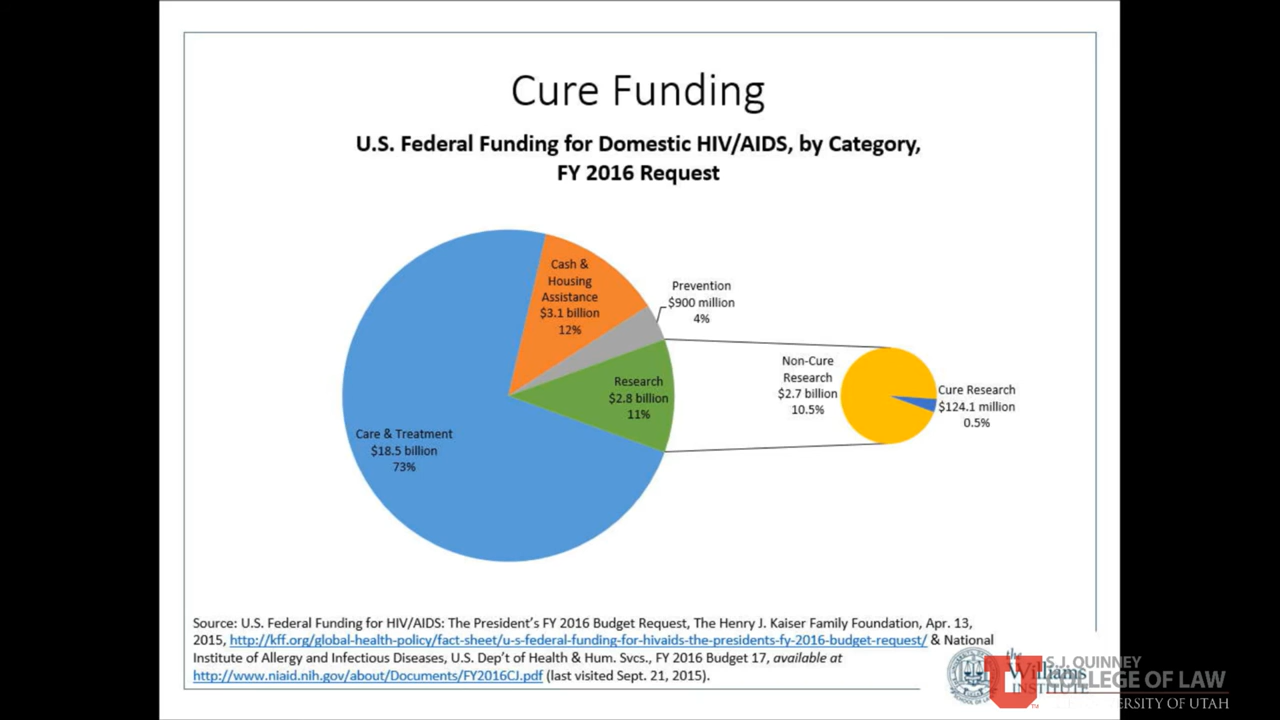 Cure Funding
U.S. Federal Funding for Domestic HIV/AIDS, by Category,
FY 2016 Request
Cash &
Housing
Assistance
$3.1 billion
12%
Prevention
$900 million
4%
Research
$2.8 billion
11%
Non-Cure
Research
$2.7 billion
10.5%
Cure Research
$124.1 million
0.5%
Care & Treatment
$18.5 billion
73%
Source: U.S. Federal Funding for HIV/AIDS: The President's FY 2016 Budget Request, The Henry J. Kaiser Family Foundation, Apr. 13,
2015, http://kff.org/global-health-policy/fact-sheet/u-s-federal-funding-for-hivaids-the-presidents-fy-2016-budget-request/ & National
Institute of Allergy and Infectious Diseases, U.S. Dep't of Health & Hum. Svcs., FY 2016 Budget 17, available at
http://www.niaid.nih.gov/about/Documents/FY2016CJ.pdf (last visited Sept. 21, 2015).
the
Williams
INSTITUTE
U
S.J. QUINNEY
COLLEGE OF LAW
UNIVERSITY OF UTAH